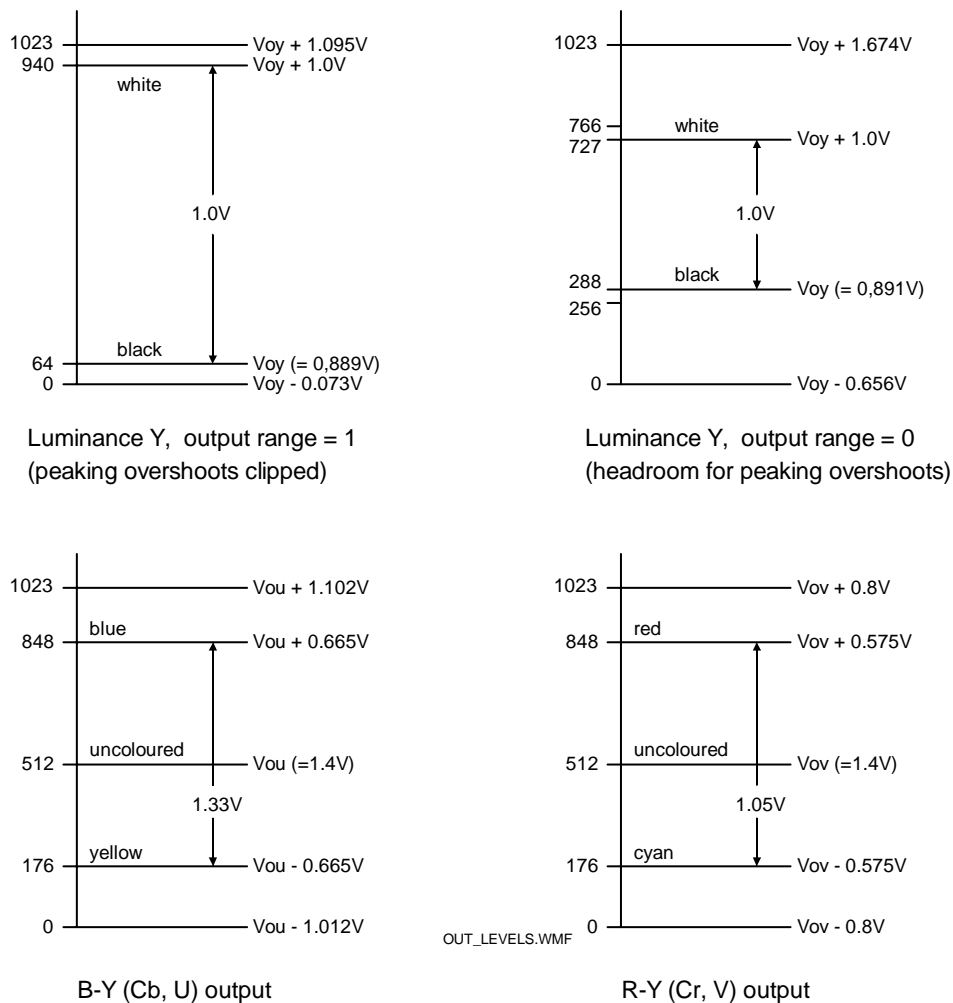 1023
Voy + 1.095V
940
Voy + 1.0V
white
1.0V
black
64
Voy (= 0,889V)
0
Voy - 0.073V
Luminance Y, output range = 1
(peaking overshoots clipped)
1023
Voy + 1.674V
766
white
727
Voy + 1.0V
1.0V
288
black
Voy (= 0,891V)
256
0
Voy - 0.656V
Luminance Y, output range = 0
(headroom for peaking overshoots)
1023
Vou + 1.102V
blue
848
Vou + 0.665V
uncoloured
512
Vou (=1.4V)
1.33V
yellow
176
Vou - 0.665V
0
Vou - 1.012V
B-Y (Cb, U) output
1023
Vov + 0.8V
red
848
Vov + 0.575V
uncoloured
512
Vov (=1.4V)
1.05V
cyan
176
Vov - 0.575V
0
Vov - 0.8V
OUT_LEVELS.WMF
R-Y (Cr, V) output